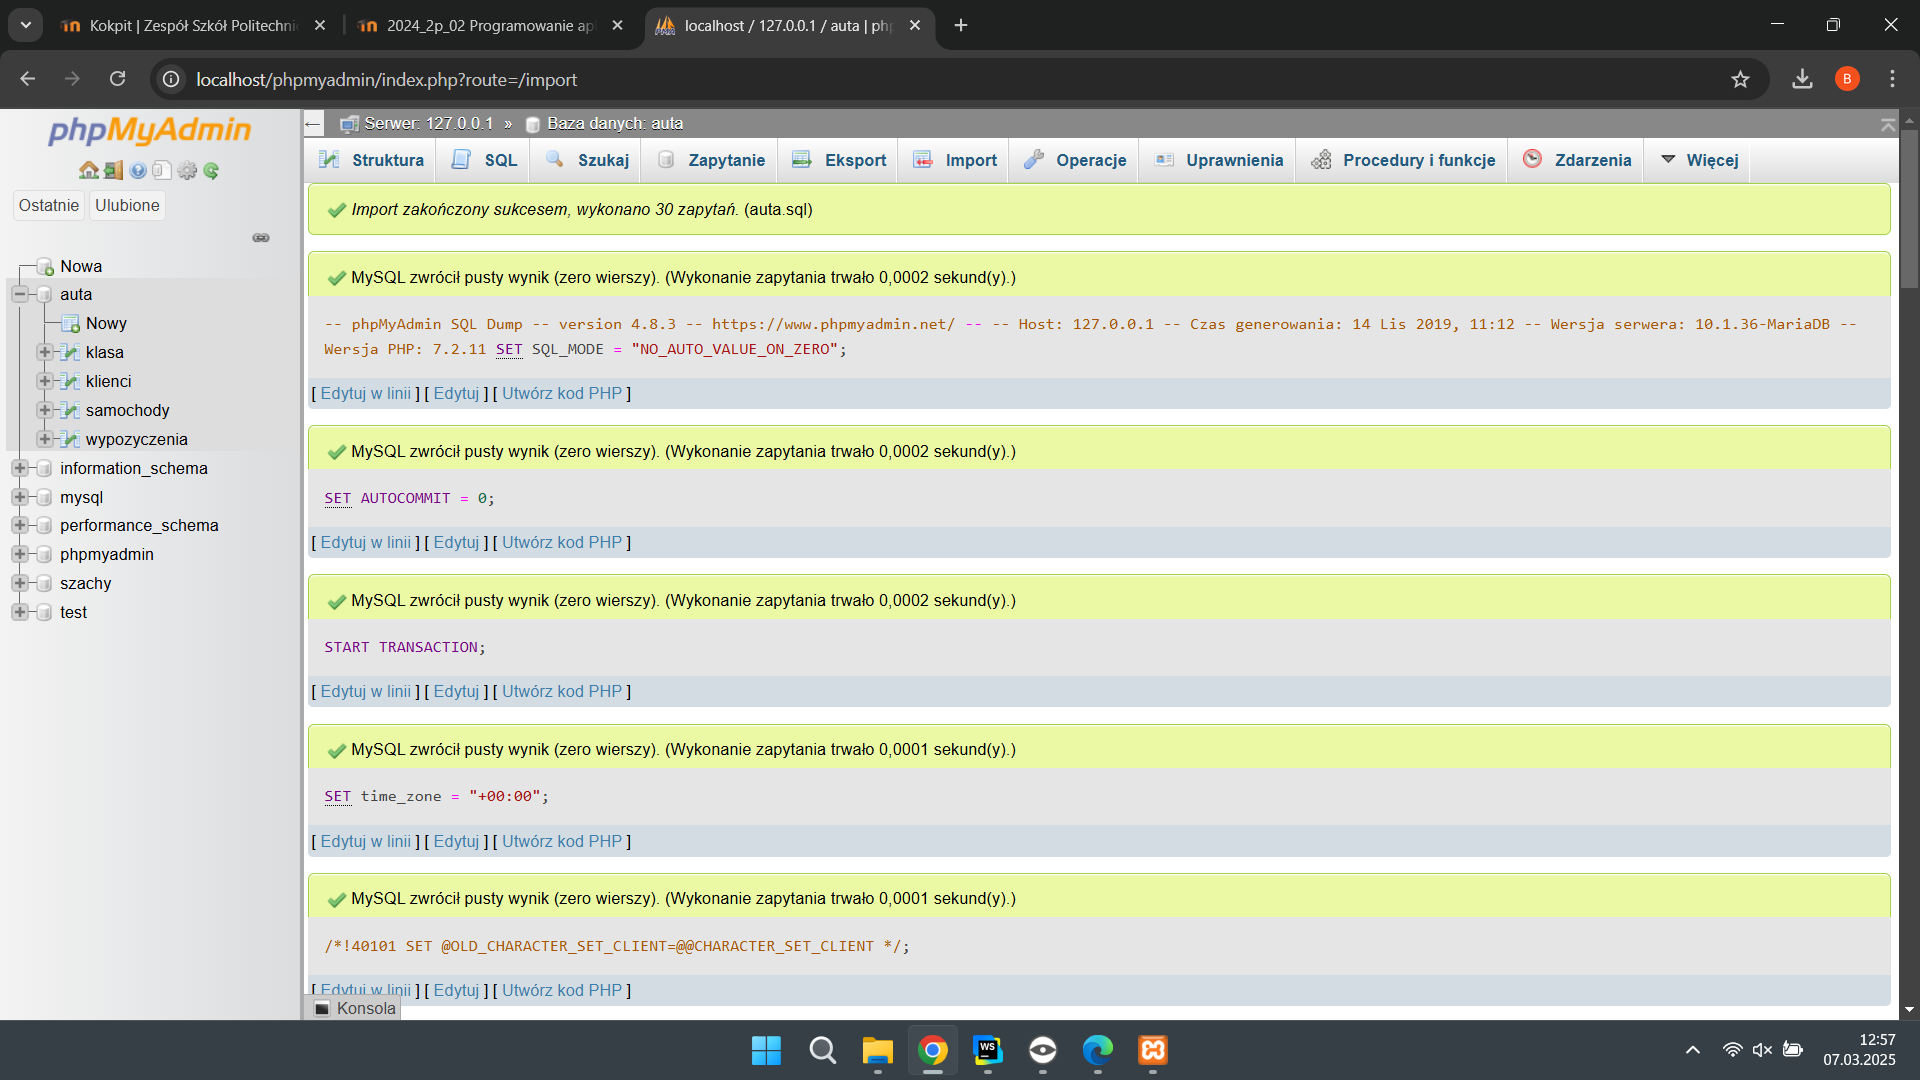 Kokpit | Zespół Szkół Politechni
2024_2p_02 Programowanie apl
localhost / 127.0.0.1 / auta | php
localhost/phpmyadmin/index.php?route=/import
B
phpMyAdmin
Ostatnie
Ulubione
Nowa
auta
Nowy
klasa
klienci
samochody
wypozyczenia
information_schema
mysql
performance_schema
phpmyadmin
szachy
test
Serwer: 127.0.0.1 » Baza danych: auta
Struktura SQL Szukaj Zapytanie Eksport Import Operacje Uprawnienia Procedury i funkcje Zdarzenia Więcej
Import zakończony sukcesem, wykonano 30 zapytań. (auta.sql)
MySQL zwrócił pusty wynik (zero wierszy). (Wykonanie zapytania trwało 0,0002 sekund(y).)
-- phpMyAdmin SQL Dump -- version 4.8.3 -- https://www.phpmyadmin.net/ -- -- Host: 127.0.0.1 -- Czas generowania: 14 Lis 2019, 11:12 -- Wersja serwera: 10.1.36-MariaDB --
Wersja PHP: 7.2.11 SET SQL_MODE = "NO_AUTO_VALUE_ON_ZERO";
[ Edytuj w linii ] [ Edytuj ] [ Utwórz kod PHP ]
MySQL zwrócił pusty wynik (zero wierszy). (Wykonanie zapytania trwało 0,0002 sekund(y).)
SET AUTOCOMMIT = 0;
[ Edytuj w linii ] [ Edytuj ] [ Utwórz kod PHP ]
MySQL zwrócił pusty wynik (zero wierszy). (Wykonanie zapytania trwało 0,0002 sekund(y).)
START TRANSACTION;
[ Edytuj w linii ] [ Edytuj ] [ Utwórz kod PHP ]
MySQL zwrócił pusty wynik (zero wierszy). (Wykonanie zapytania trwało 0,0001 sekund(y).)
SET time_zone = "+00:00";
[ Edytuj w linii ] [ Edytuj ] [ Utwórz kod PHP ]
MySQL zwrócił pusty wynik (zero wierszy). (Wykonanie zapytania trwało 0,0001 sekund(y).)
/*!40101 SET @OLD_CHARACTER_SET_CLIENT=@@CHARACTER_SET_CLIENT */;
[ Edytuj w linii ] [ Edytuj ] [ Utwórz kod PHP ]
Konsola
WS
12:57
07.03.2025